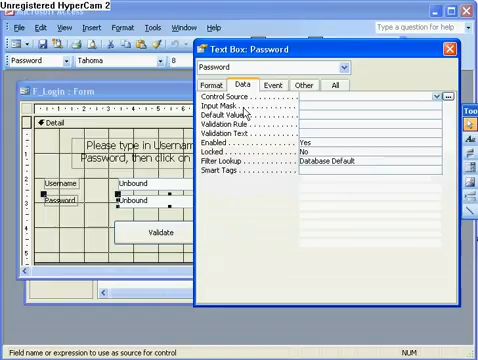 Unregistered HyperCam 2
File Edit View Insert Format Tools Window Help
Type a question for help
Password Tahoma 8
F_Login : Form
Detail
Please type in Usernam
Password, then click on
Username Unbound
Password Unbound
Validate
Text Box: Password
Password
Format Data Event Other All
Control Source
Input Mask
Default Value
Validation Rule
Validation Text
Enabled Yes
Locked No
Filter Lookup Database Default
Smart Tags
Field name or expression to use as source for control NUM